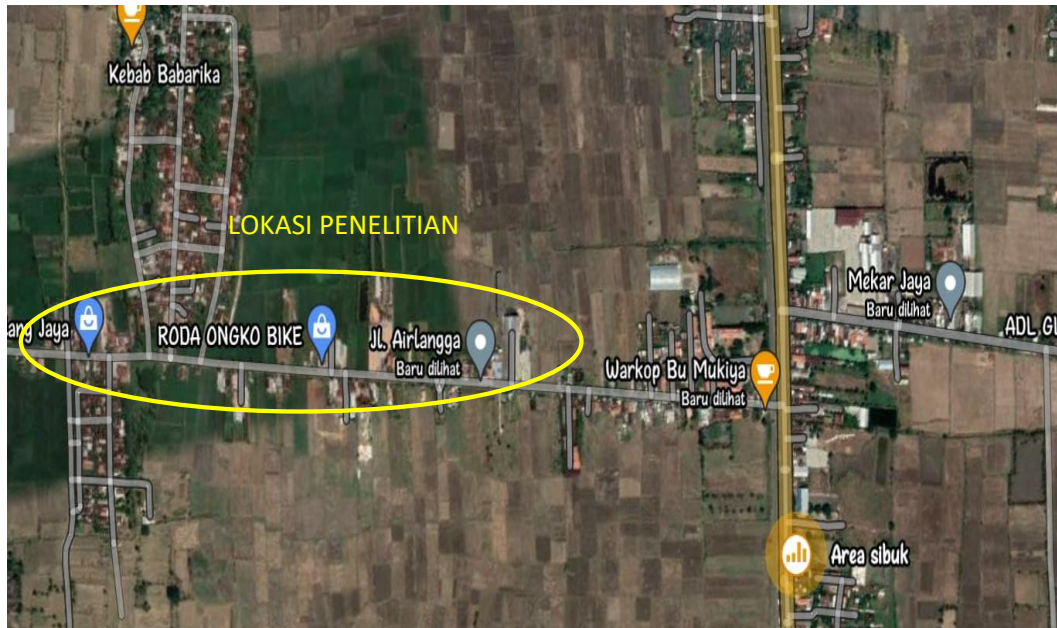 Kebab Babarika
LOKASI PENELITIAN
ang Jaya
RODA ONGKO BIKE
Jl. Airlangga
Baru dilihat
Mekar Jaya
Baru dilihat
ADL GU
Warkop Bu Mukiya
Baru dilihat
Area sibuk